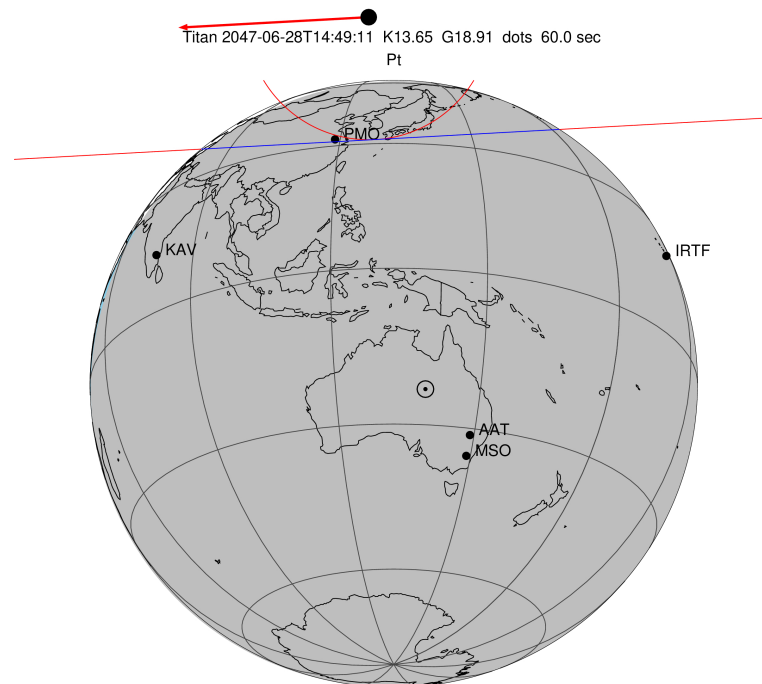 Titan 2047-06-28T14:49:11 K13.65 G18.91 dots 60.0 sec
Pt
PMO
KAV
IRTF
AAT
MSO